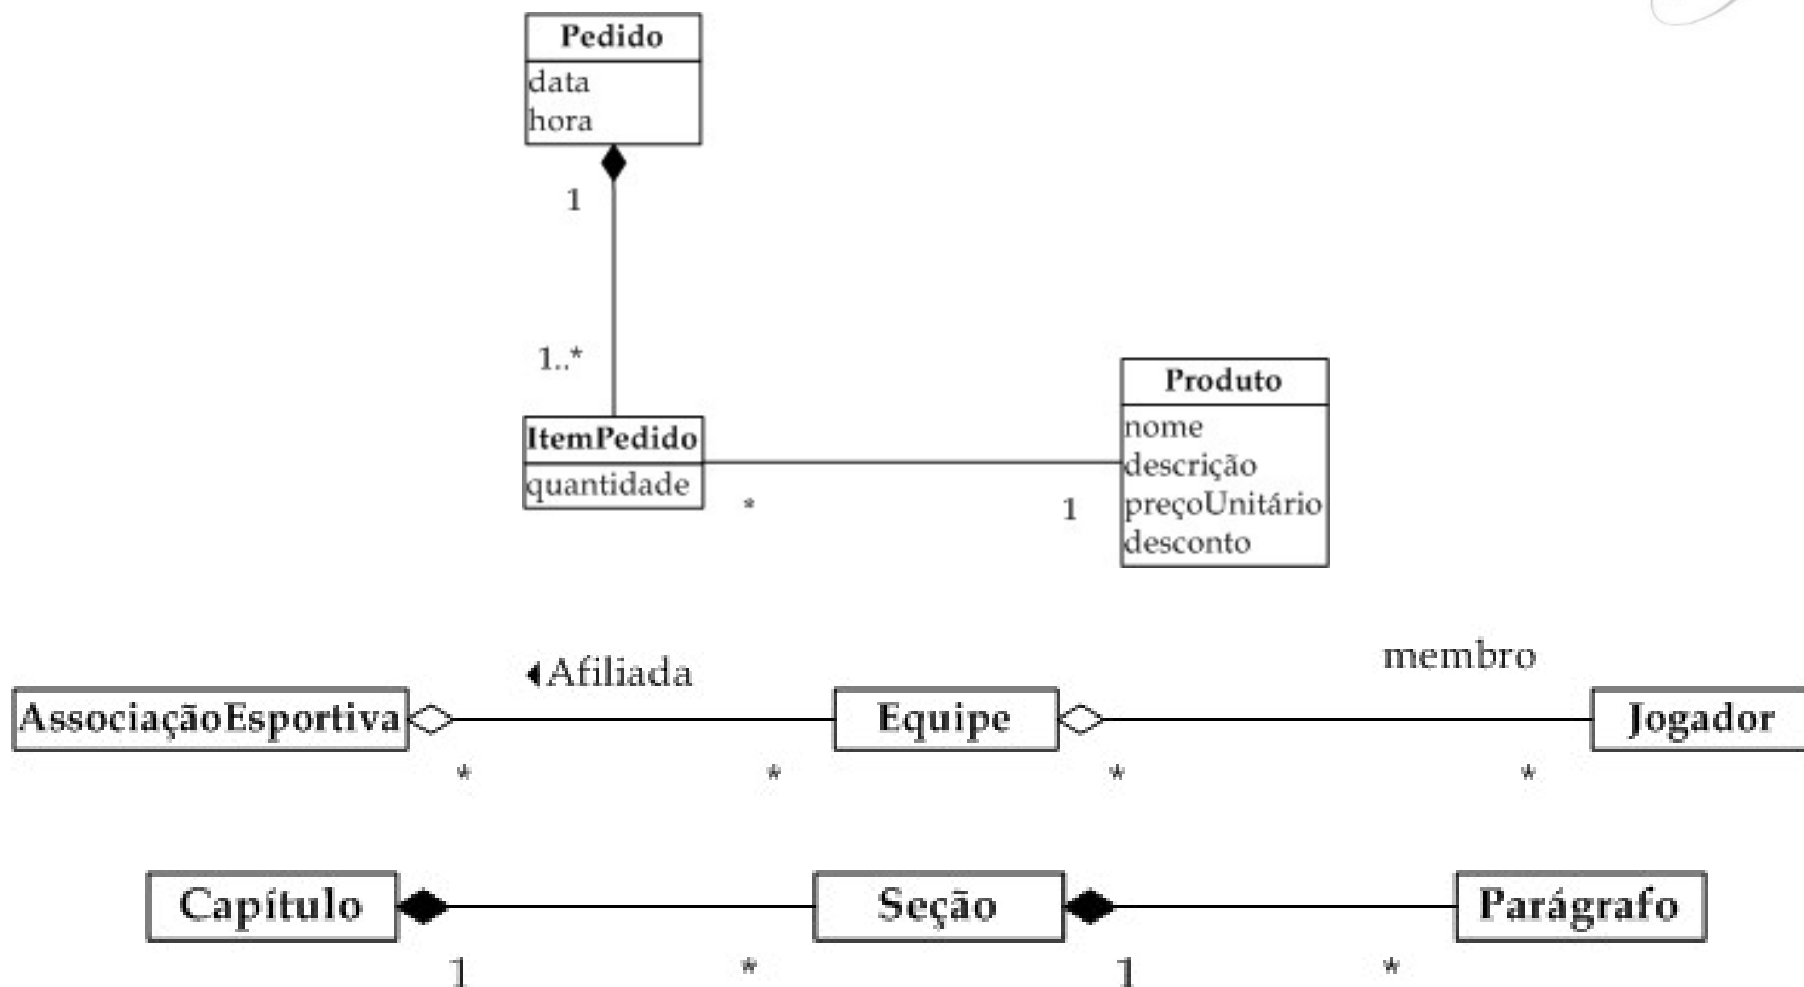 Pedido
data
hora
1
1..*
ItemPedido
quantidade
*
1
Produto
nome
descrição
preçoUnitário
desconto
Afiliada
membro
AssociaçãoEsportiva
Equipe
Jogador
*
*
*
*
Capítulo
Seção
Parágrafo
1
*
1
*